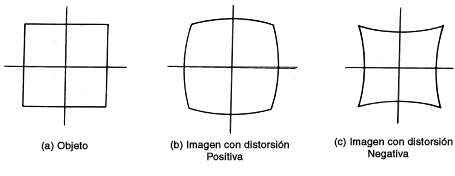 (a) Objeto
(b) Imagen con distorsión
Positiva
(c) Imagen con distorsión
Negativa